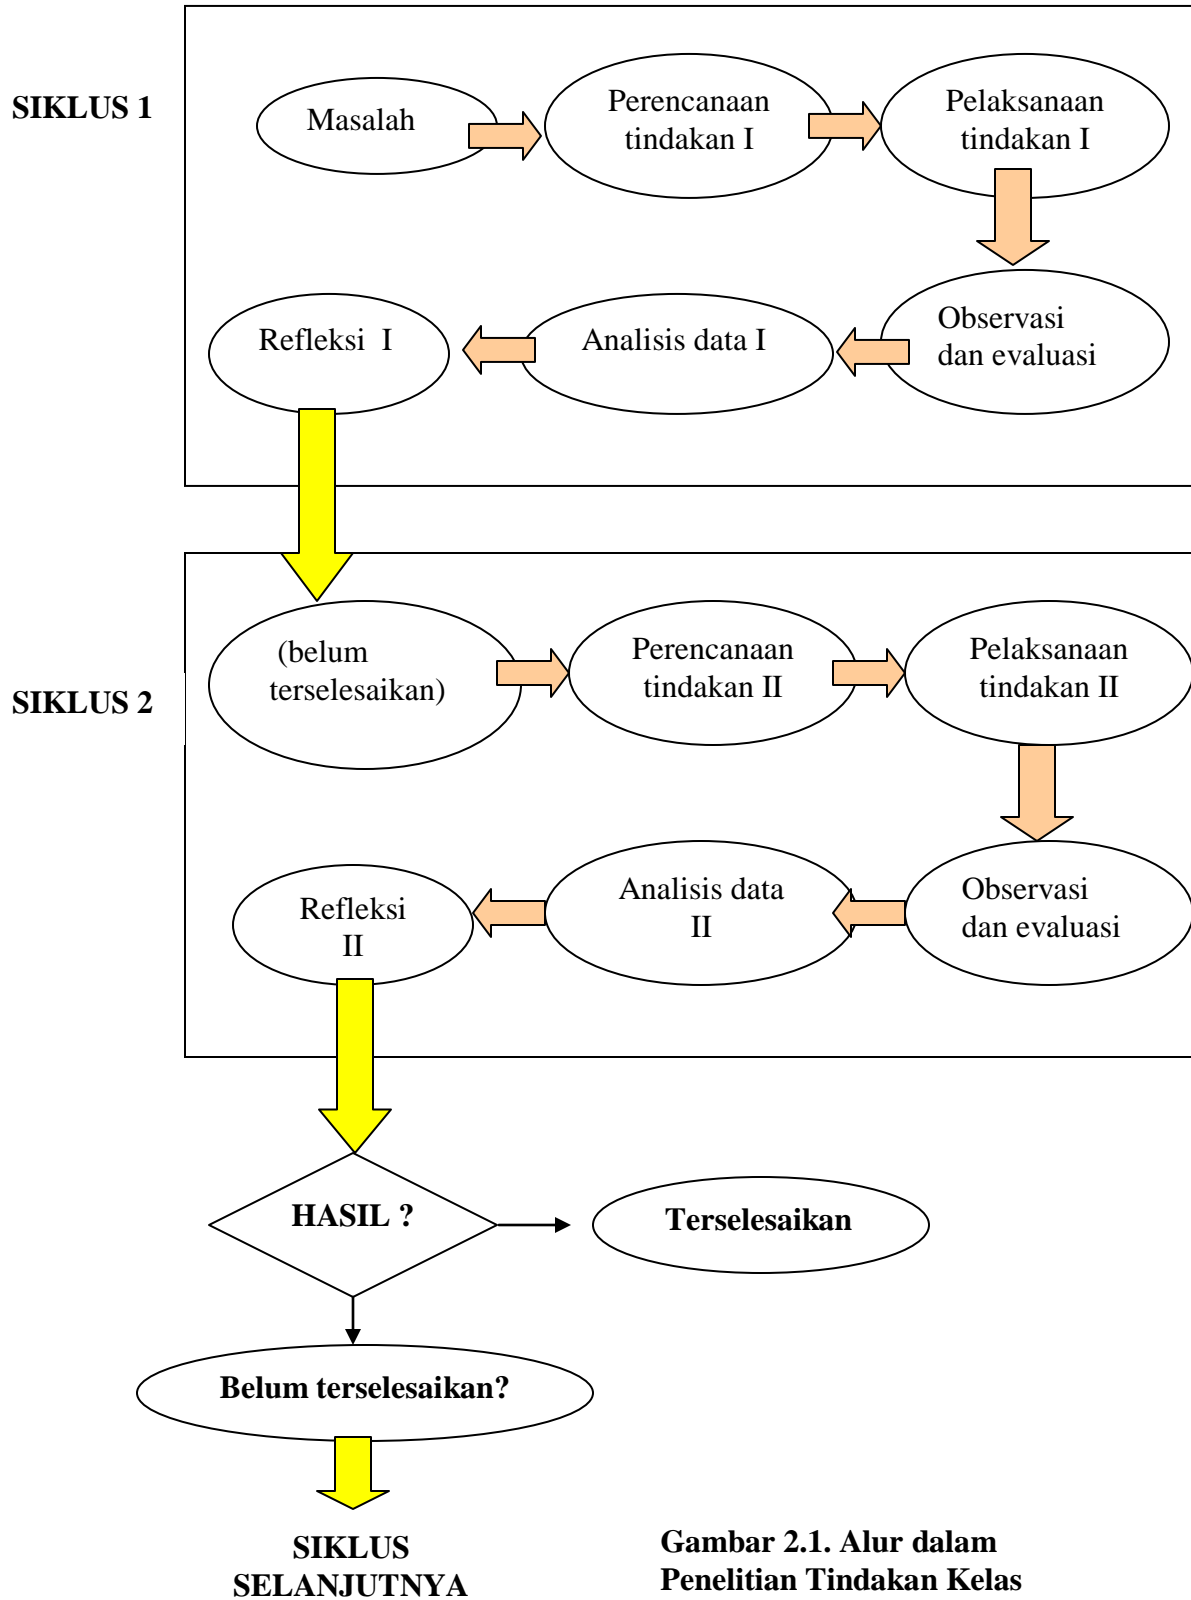 SIKLUS 1
Masalah
Perencanaan
tindakan I
Pelaksanaan
tindakan I
Observasi
dan evaluasi
Analisis data I
Refleksi I
SIKLUS 2
(belum
terselesaikan)
Perencanaan
tindakan II
Pelaksanaan
tindakan II
Observasi
dan evaluasi
Analisis data
II
Refleksi
II
HASIL ?
Terselesaikan
Belum terselesaikan?
SIKLUS
SELANJUTNYA
Gambar 2.1. Alur dalam
Penelitian Tindakan Kelas